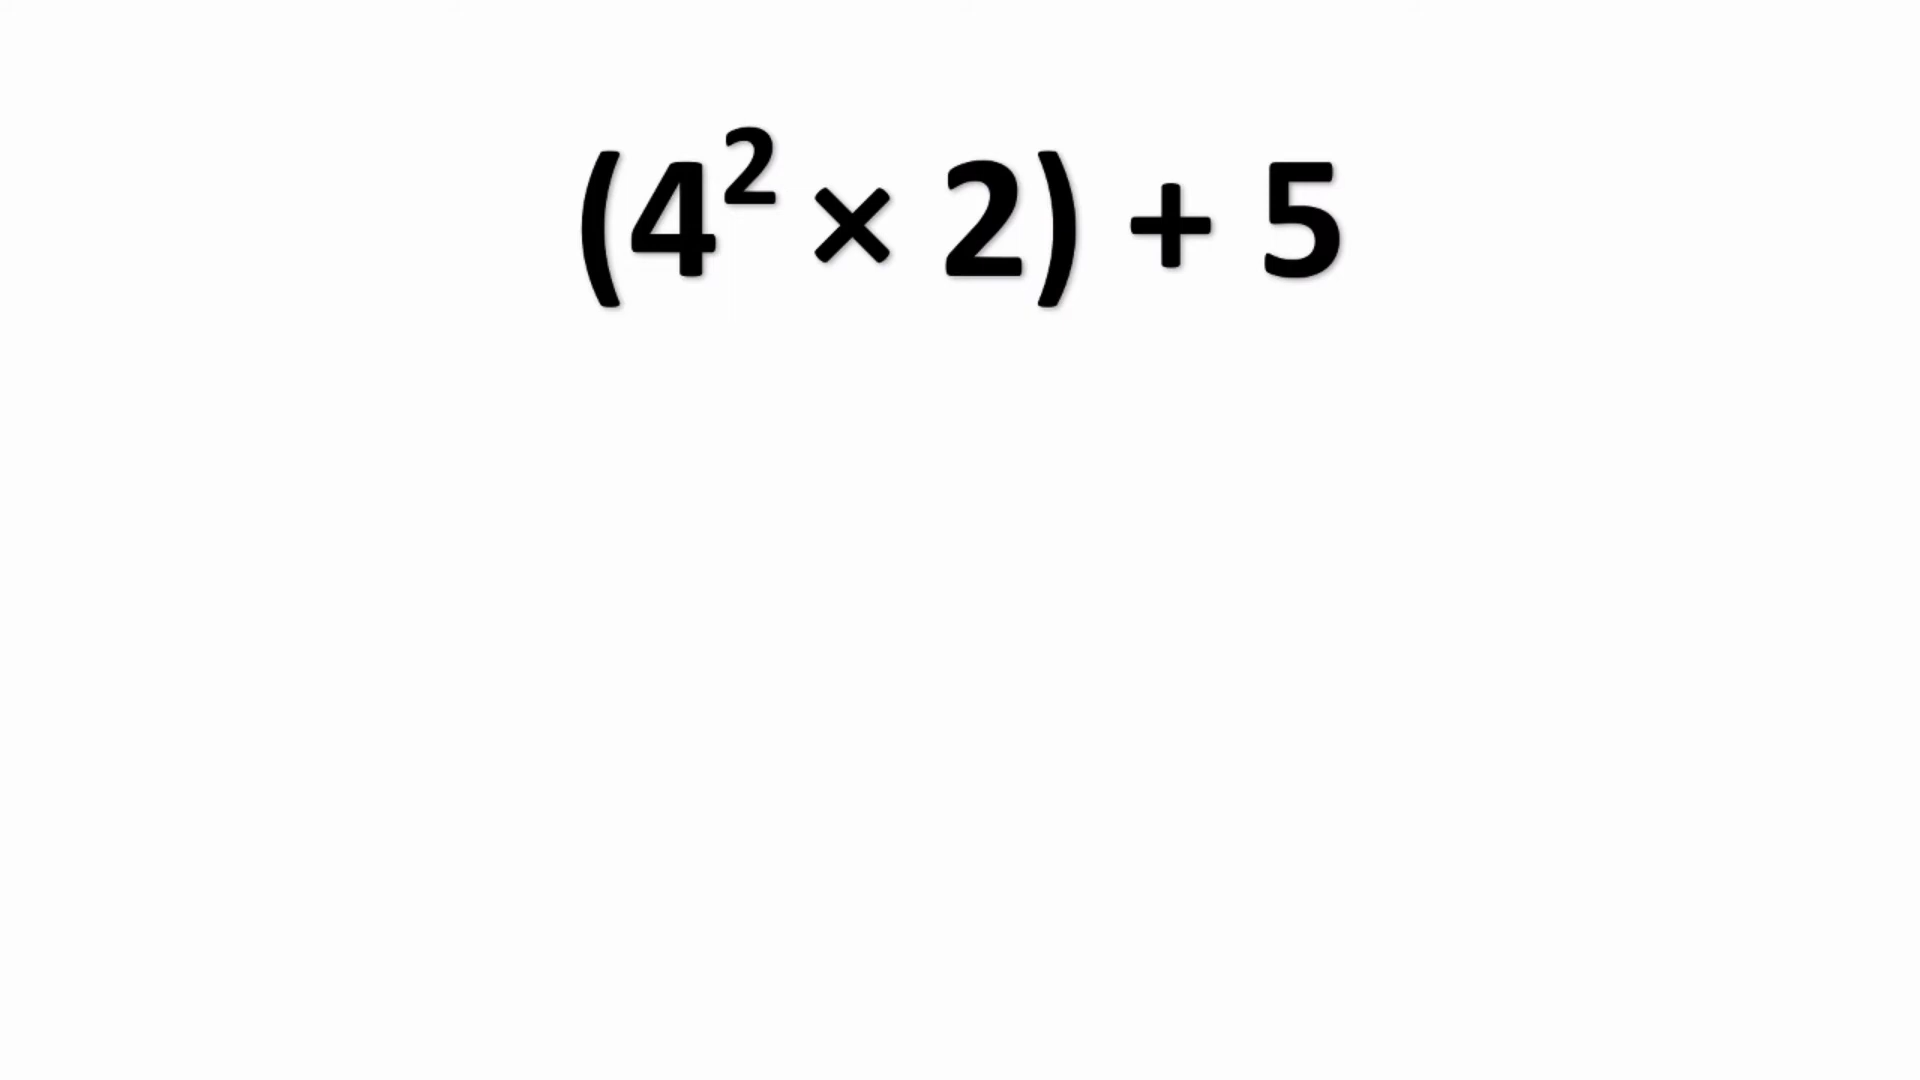 (4² × 2) + 5